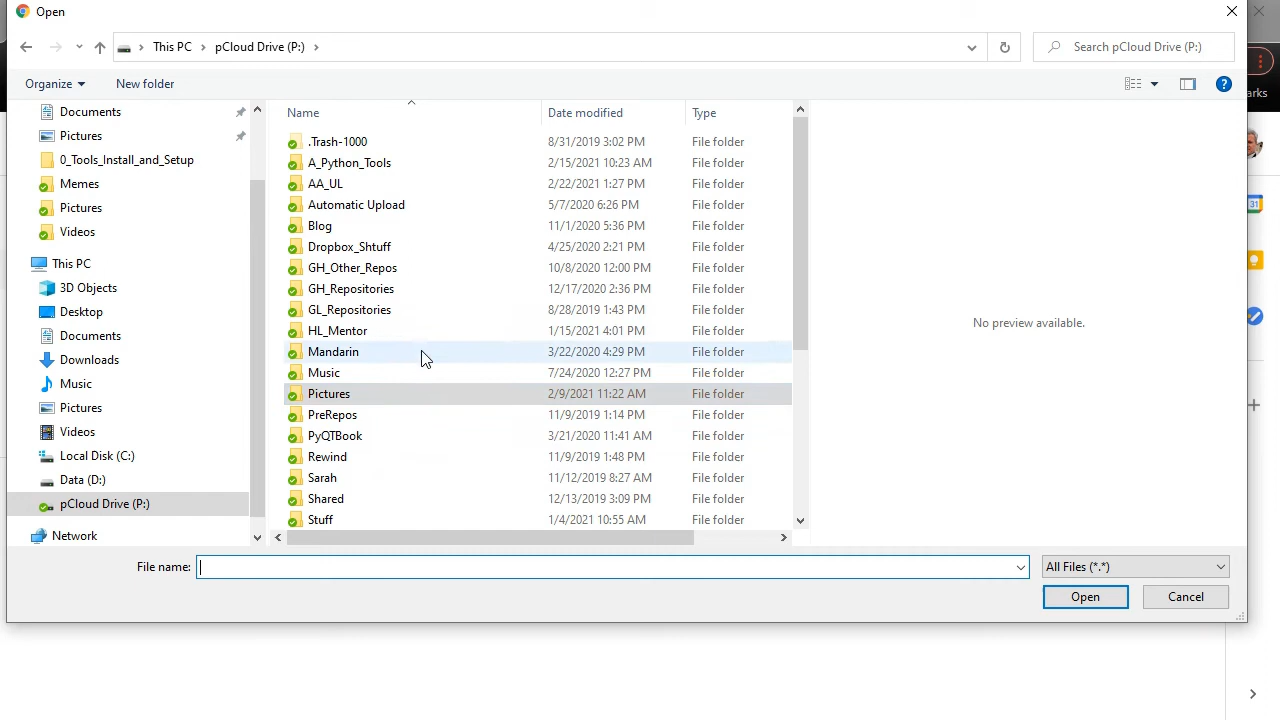 Open
This PC
pCloud Drive (P:)
Search pCloud Drive (P:)
Organize
New folder
arks
Documents
Pictures
0_Tools_Install_and_Setup
Memes
Pictures
Videos
This PC
3D Objects
Desktop
Documents
Downloads
Music
Pictures
Videos
Local Disk (C:)
Data (D:)
pCloud Drive (P:)
Network
Name Date modified Type
.Trash-1000 8/31/2019 3:02 PM File folder
A_Python_Tools 2/15/2021 10:23 AM File folder
AA_UL 2/22/2021 1:27 PM File folder
Automatic Upload 5/7/2020 6:26 PM File folder
Blog 11/1/2020 5:36 PM File folder
Dropbox_Shtuff 4/25/2020 2:21 PM File folder
GH_Other_Repos 10/8/2020 12:00 PM File folder
GH_Repositories 12/17/2020 2:36 PM File folder
GL_Repositories 8/28/2019 1:43 PM File folder
HL_Mentor 1/15/2021 4:01 PM File folder
Mandarin 3/22/2020 4:29 PM File folder
Music 7/24/2020 12:27 PM File folder
Pictures 2/9/2021 11:22 AM File folder
PreRepos 11/9/2019 1:14 PM File folder
PyQTBook 3/21/2020 11:41 AM File folder
Rewind 11/9/2019 1:48 PM File folder
Sarah 11/12/2019 8:27 AM File folder
Shared 12/13/2019 3:09 PM File folder
Stuff 1/4/2021 10:55 AM File folder
No preview available.
31
File name:
All Files (*.*)
Open
Cancel